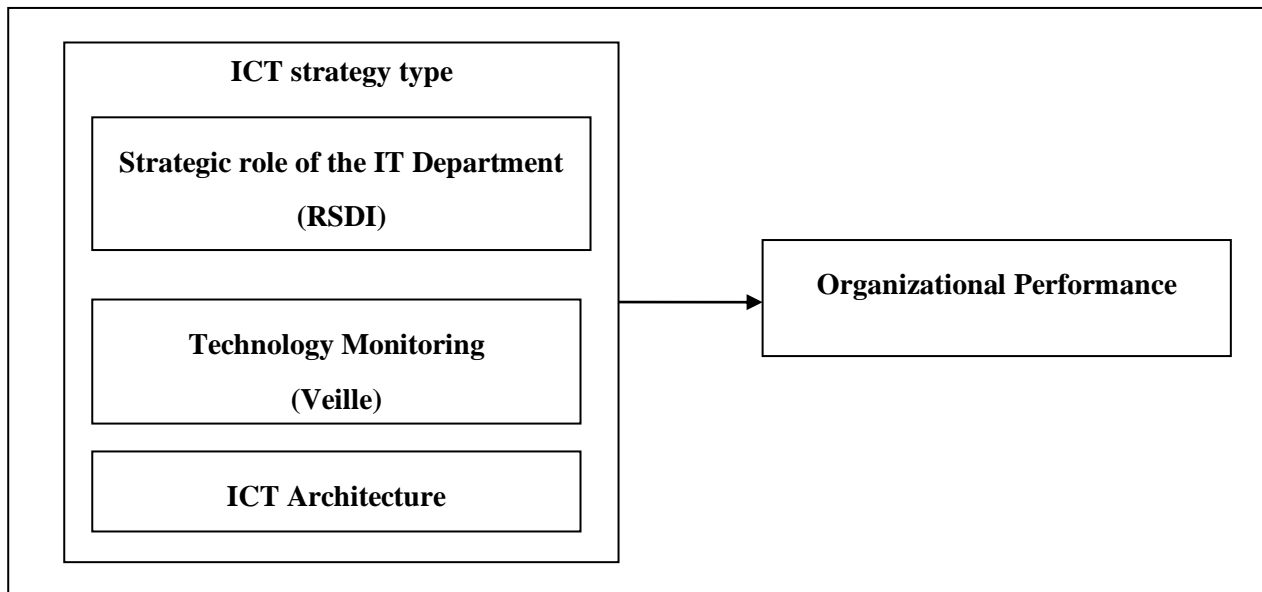 ICT strategy type
Strategic role of the IT Department
(RSDI)
Technology Monitoring
(Veille)
ICT Architecture
Organizational Performance